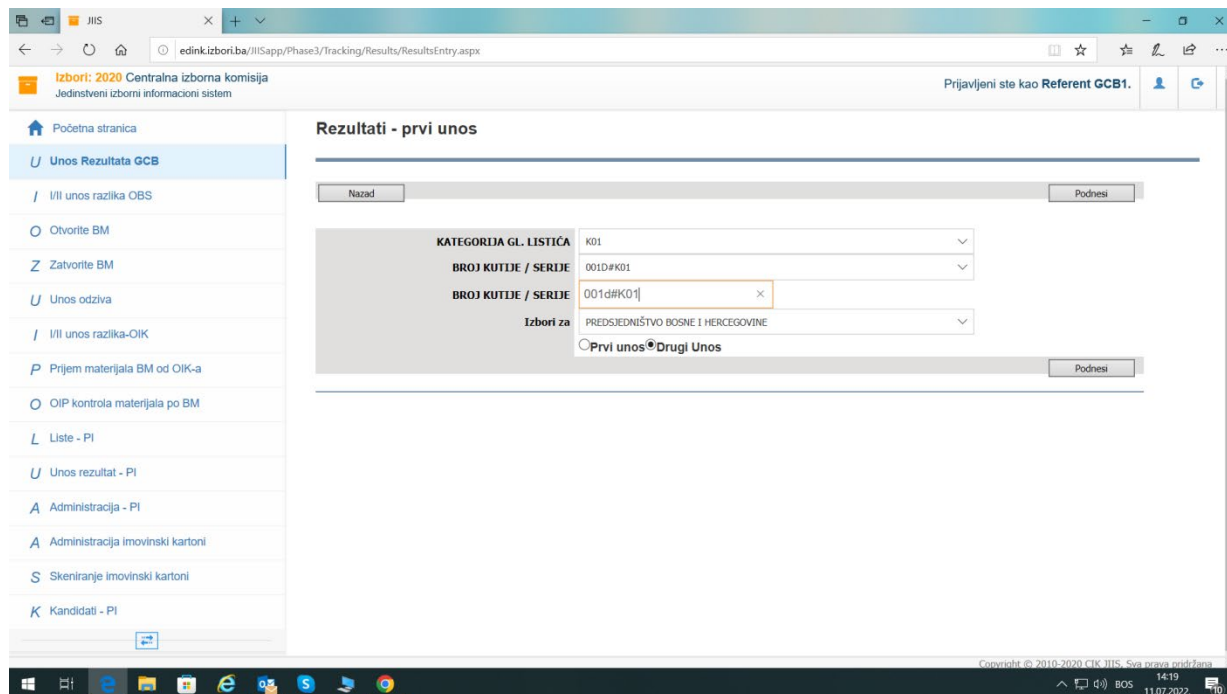 JIIS
edink.izbori.ba/JIISapp/Phase3/Tracking/Results/ResultsEntry.aspx
Izbori: 2020 Centralna izborna komisija
Jedinstveni izborni informacioni sistem
Prijavljeni ste kao Referent GCB1.
Početna stranica
U Unos Rezultata GCB
I I/II unos razlika OBS
O Otvorite BM
Z Zatvorite BM
U Unos odziva
I I/II unos razlika-OIK
P Prijem materijala BM od OIK-a
O OIP kontrola materijala po BM
L Liste - PI
U Unos rezultat - PI
A Administracija - PI
A Administracija imovinski kartoni
S Skeniranje imovinski kartoni
K Kandidati - PI
Rezultati - prvi unos
Nazad
Podnesi
KATEGORIJA GL. LISTIĆA K01
BROJ KUTIJE / SERIJE 001D#K01
BROJ KUTIJE / SERIJE 001d#K01
Izbori za PREDSJEDNIŠTVO BOSNE I HERCEGOVINE
Prvi unos Drugi Unos
Podnesi
Copyright © 2010-2020 CIK JIIS, Sva prava pridržana
BOS
14:19
11.07.2022.